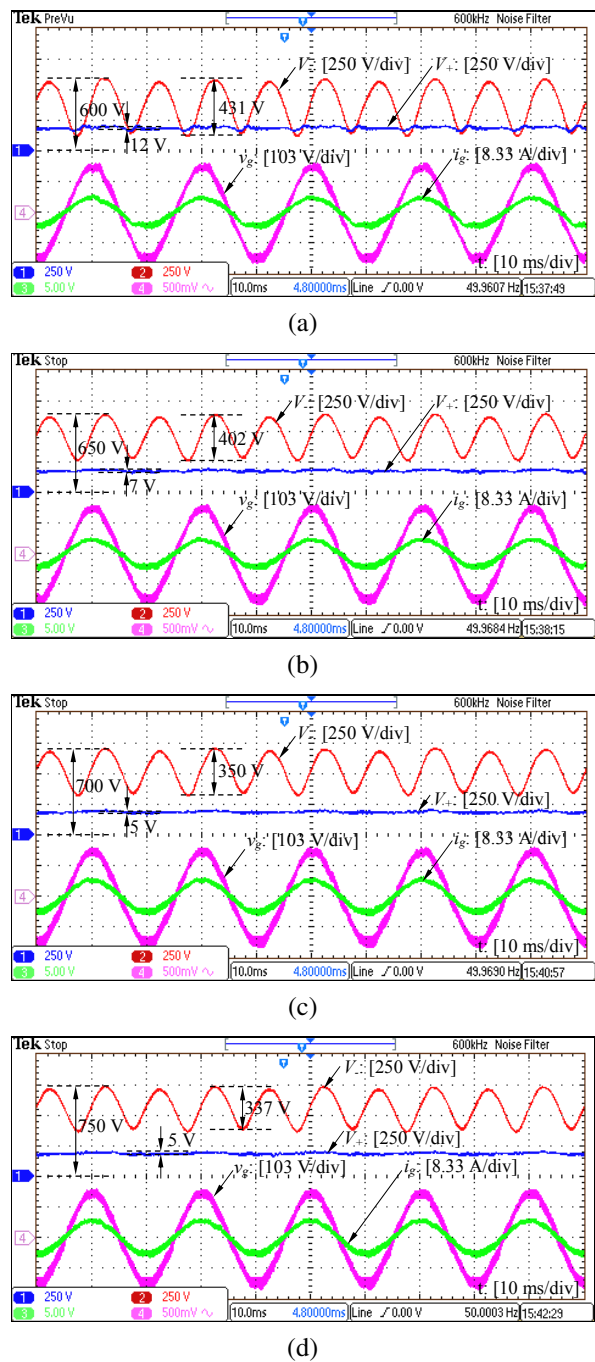 Tek PreVu 600kHz Noise Filter
V-: [250 V/div] V+: [250 V/div]
600 V 431 V
12 V
vg: [103 V/div] ig: [8.33 A/div]
1
4
t: [10 ms/div]
1 250 V 2 250 V
3 5.00 V 4 500mV 10.0ms 4.80000ms Line 0.00 V 49.9607 Hz 15:37:49
(a)
Tek Stop 600kHz Noise Filter
V-: [250 V/div] V+: [250 V/div]
650 V 402 V
7 V
1
vg: [103 V/div] ig: [8.33 A/div]
4
t: [10 ms/div]
1 250 V 2 250 V
3 5.00 V 4 500mV 10.0ms 4.80000ms Line 0.00 V 49.9684 Hz 15:38:15
(b)
Tek Stop 600kHz Noise Filter
V-: [250 V/div]
700 V 350 V
V+: [250 V/div]
5 V
1
vg: [103 V/div] ig: [8.33 A/div]
4
t: [10 ms/div]
1 250 V 2 250 V
3 5.00 V 4 500mV 10.0ms 4.80000ms Line 0.00 V 49.9690 Hz 15:40:57
(c)
Tek Stop 600kHz Noise Filter
V-: [250 V/div]
750 V 337 V
5 V V+: [250 V/div]
1
vg: [103 V/div] ig: [8.33 A/div]
4
t: [10 ms/div]
1 250 V 2 250 V
3 5.00 V 4 500mV 10.0ms 4.80000ms Line 0.00 V 50.0003 Hz 15:42:29
(d)